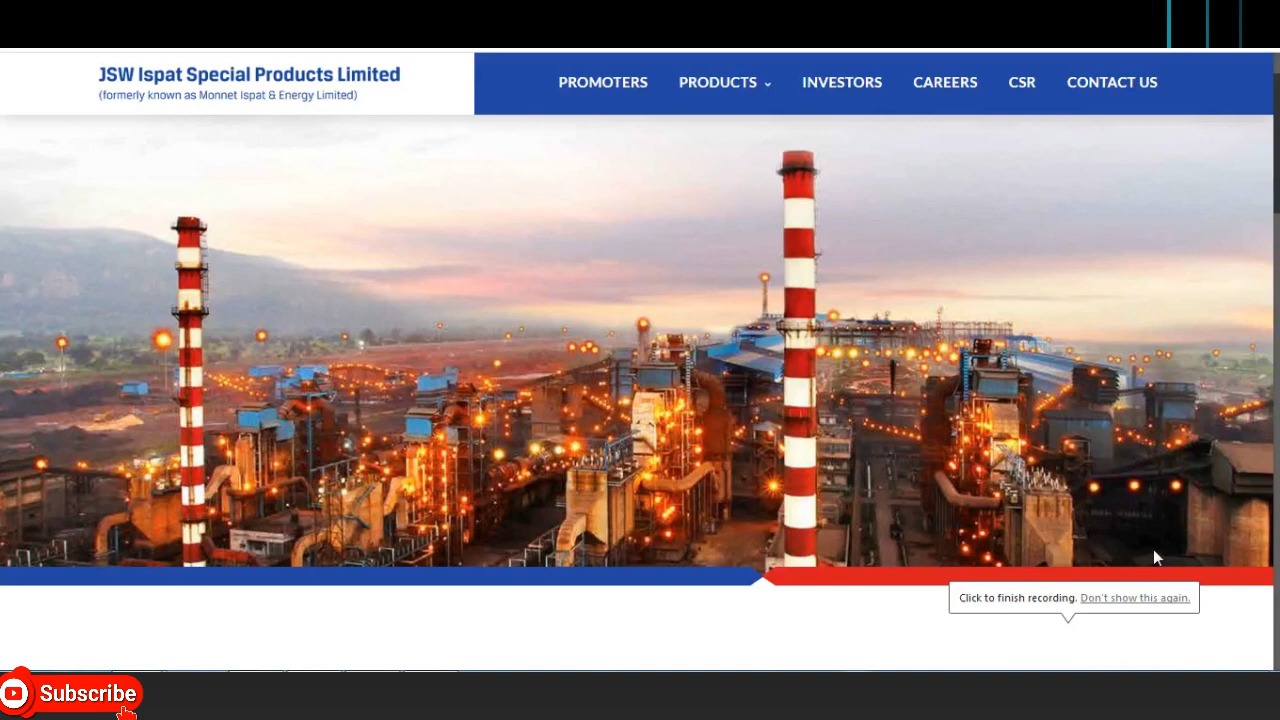 JSW Ispat Special Products Limited
(formerly known as Monnet Ispat & Energy Limited)
PROMOTERS PRODUCTS INVESTORS CAREERS CSR CONTACT US
Click to finish recording. Don't show this again.
Subscribe